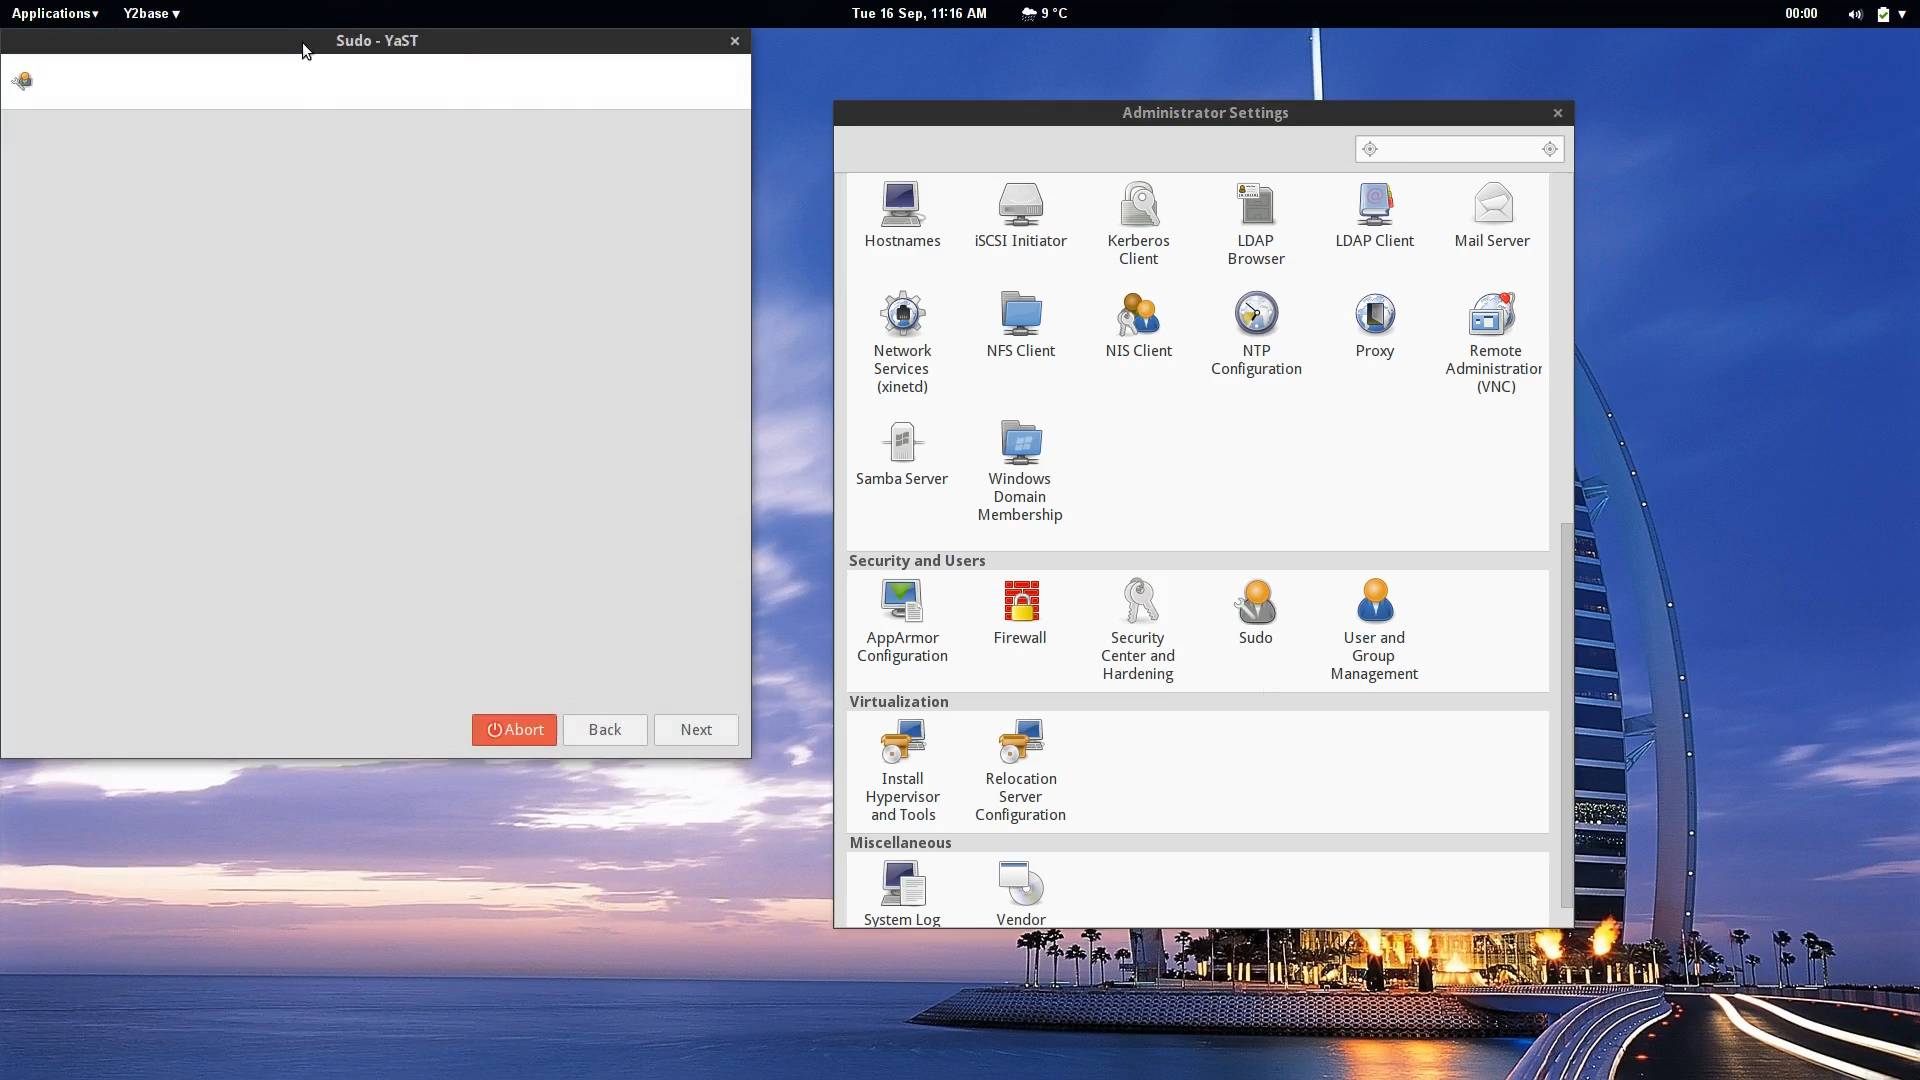 Applications▾ Y2base ▾ Tue 16 Sep, 11:16 AM 9 °C 00:00
Sudo - YaST
Abort Back Next
Administrator Settings
Hostnames
iSCSI Initiator
Kerberos
Client
LDAP
Browser
LDAP Client
Mail Server
Network
Services
(xinetd)
NFS Client
NIS Client
NTP
Configuration
Proxy
Remote
Administration
(VNC)
Samba Server
Windows
Domain
Membership
Security and Users
AppArmor
Configuration
Firewall
Security
Center and
Hardening
Sudo
User and
Group
Management
Virtualization
Install
Hypervisor
and Tools
Relocation
Server
Configuration
Miscellaneous
System Log
Vendor